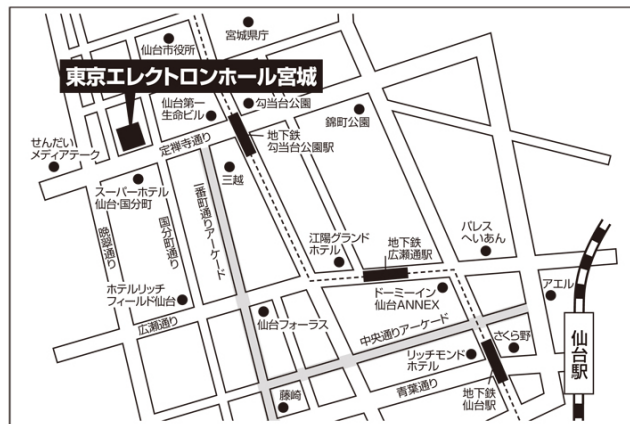 宮城県庁
仙台市役所
東京エレクトロンホール宮城
仙台第一
生命ビル
勾当台公園
錦町公園
地下鉄
勾当台公園駅
せんだい
メディアテーク
定禅寺通り
三越
スーパーホテル
仙台・国分町
一番町通りアーケード
国分町通り
晩翠通り
江陽グランド
ホテル
地下鉄
広瀬通駅
パレス
へいあん
ホテルリッチ
フィールド仙台
ドーミーイン
仙台ANNEX
アエル
広瀬通り
仙台フォーラス
中央通りアーケード
さくら野
仙台駅
リッチモンド
ホテル
青葉通り
地下鉄
仙台駅
藤崎